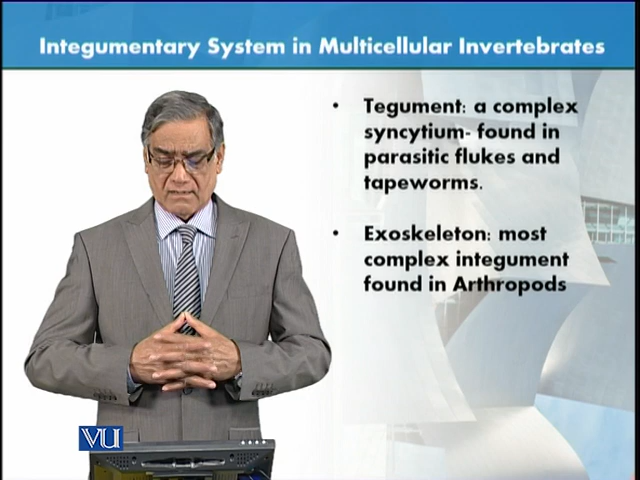 Integumentary System in Multicellular Invertebrates
• Tegument: a complex
syncytium- found in
parasitic flukes and
tapeworms.
• Exoskeleton: most
complex integument
found in Arthropods
VU